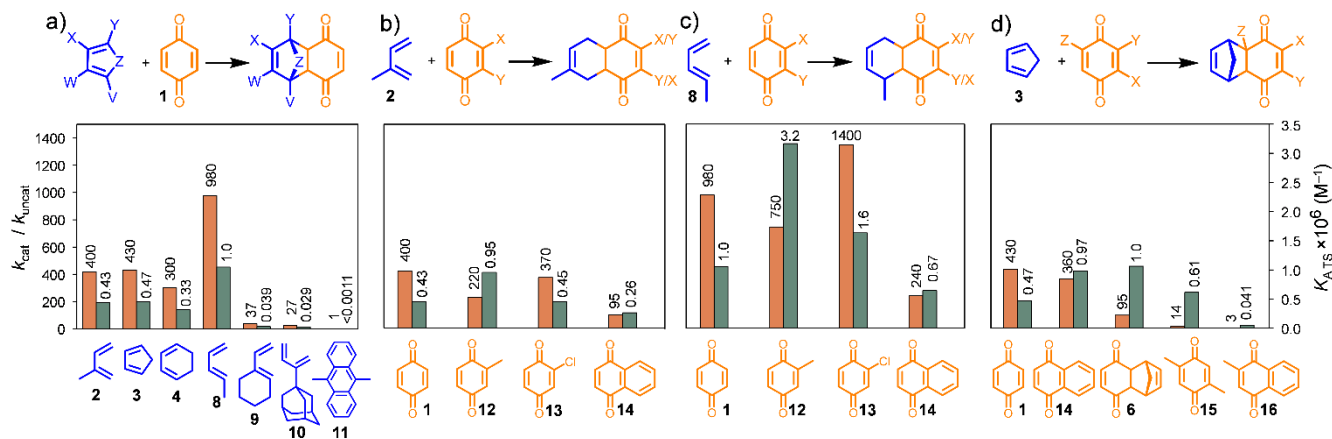 a)
X
Y
Z
W
V
+
O
O
1
Y
X
Z
W
V
O
O
b)
2
+
O
X
Y
O
O
X/Y
Y/X
O
c)
8
+
O
X
Y
O
O
X/Y
Y/X
O
d)
3
+
Z
O
Y
X
O
Z
O
X
Y
O
kcat / kuncat
1400
1200
1000
800
600
400
200
0
400
0.43
430
0.47
300
0.33
980
1.0
37
0.039
27
0.029
1
<0.0011
400
0.43
220
0.95
370
0.45
95
0.26
980
1.0
750
3.2
1400
1.6
240
0.67
430
0.47
360
0.97
95
1.0
14
0.61
3
0.041
3.5
3.0
2.5
2.0
1.5
1.0
0.5
0.0
KATS ×10⁶ (M⁻¹)
2
3
4
8
9
10
11
O
O
1
O
O
12
O
Cl
O
13
O
O
14
O
O
1
O
O
12
O
Cl
O
13
O
O
14
O
O
1
O
O
14
O
O
6
O
O
15
O
O
16